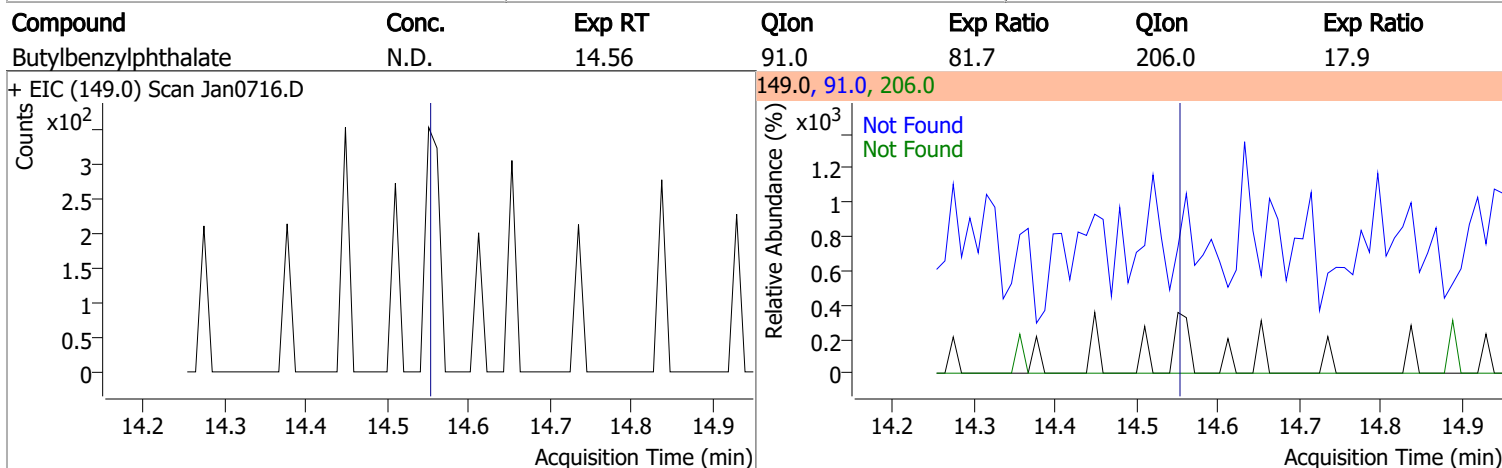 Compound Conc. Exp RT QIon Exp Ratio QIon Exp Ratio
Butylbenzylphthalate N.D. 14.56 91.0 81.7 206.0 17.9
+ EIC (149.0) Scan Jan0716.D
Counts
x10²
3
2.5
2
1.5
1
0.5
0
14.2 14.3 14.4 14.5 14.6 14.7 14.8 14.9
Acquisition Time (min)
149.0, 91.0, 206.0
Relative Abundance (%)
x10³
Not Found
Not Found
1.2
1
0.8
0.6
0.4
0.2
0
14.2 14.3 14.4 14.5 14.6 14.7 14.8 14.9
Acquisition Time (min)